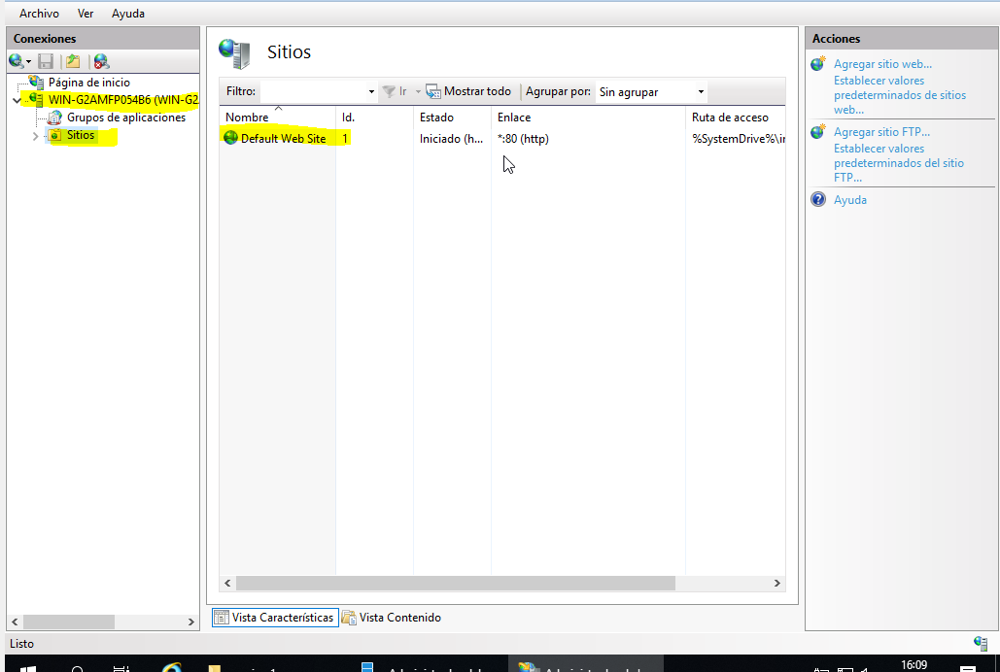 Archivo Ver Ayuda
Conexiones
Página de inicio
WIN-G2AMFP054B6 (WIN-G2
Grupos de aplicaciones
Sitios
Sitios
Filtro: Ir Mostrar todo Agrupar por: Sin agrupar
Nombre Id. Estado Enlace Ruta de acceso
Default Web Site 1 Iniciado (h... *:80 (http) %SystemDrive%\in
Vista Características Vista Contenido
Acciones
Agregar sitio web...
Establecer valores
predeterminados de sitios
web...
Agregar sitio FTP...
Establecer valores
predeterminados del sitio
FTP...
Ayuda
Listo
16:09